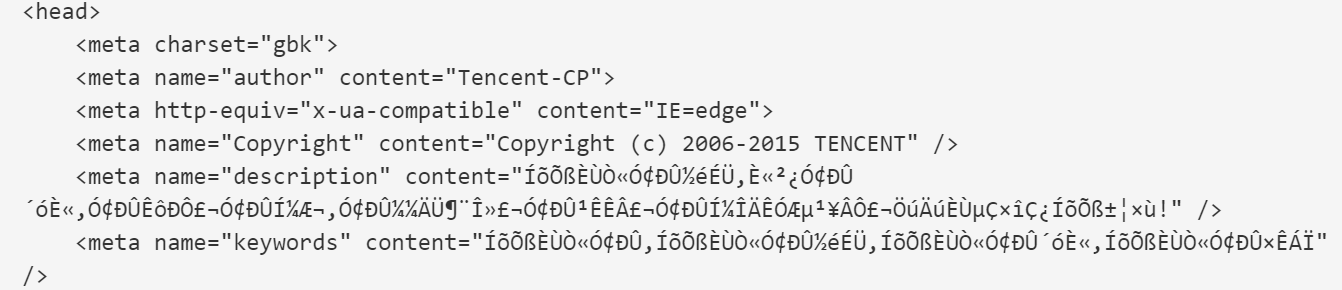 <head>
<meta charset="gbk">
<meta name="author" content="Tencent-CP">
<meta http-equiv="x-ua-compatible" content="IE=edge">
<meta name="Copyright" content="Copyright (c) 2006-2015 TENCENT" />
<meta name="description" content="ÍõÕßÈÙÒ«Ó¢ÐÛ½éÉÜ,È«²¿Ó¢ÐÛ
´óÈ«,Ó¢ÐÛÊôÐÔ£¬Ó¢ÐÛÍ¼Æ¬,Ó¢ÐÛ¼¼ÄÜ¶¨Î»£¬Ó¢ÐÛ¹ÊÊÂ£¬Ó¢ÐÛÍ¼ÎÄÊÓÆµ¹¥ÂÔ£¬ÖúÄúÈÙµÇ×îÇ¿ÍõÕß±¦×ù!" />
<meta name="keywords" content="ÍõÕßÈÙÒ«Ó¢ÐÛ,ÍõÕßÈÙÒ«Ó¢ÐÛ½éÉÜ,ÍõÕßÈÙÒ«Ó¢ÐÛ´óÈ«,ÍõÕßÈÙÒ«Ó¢ÐÛ×ÊÁÏ"
/>